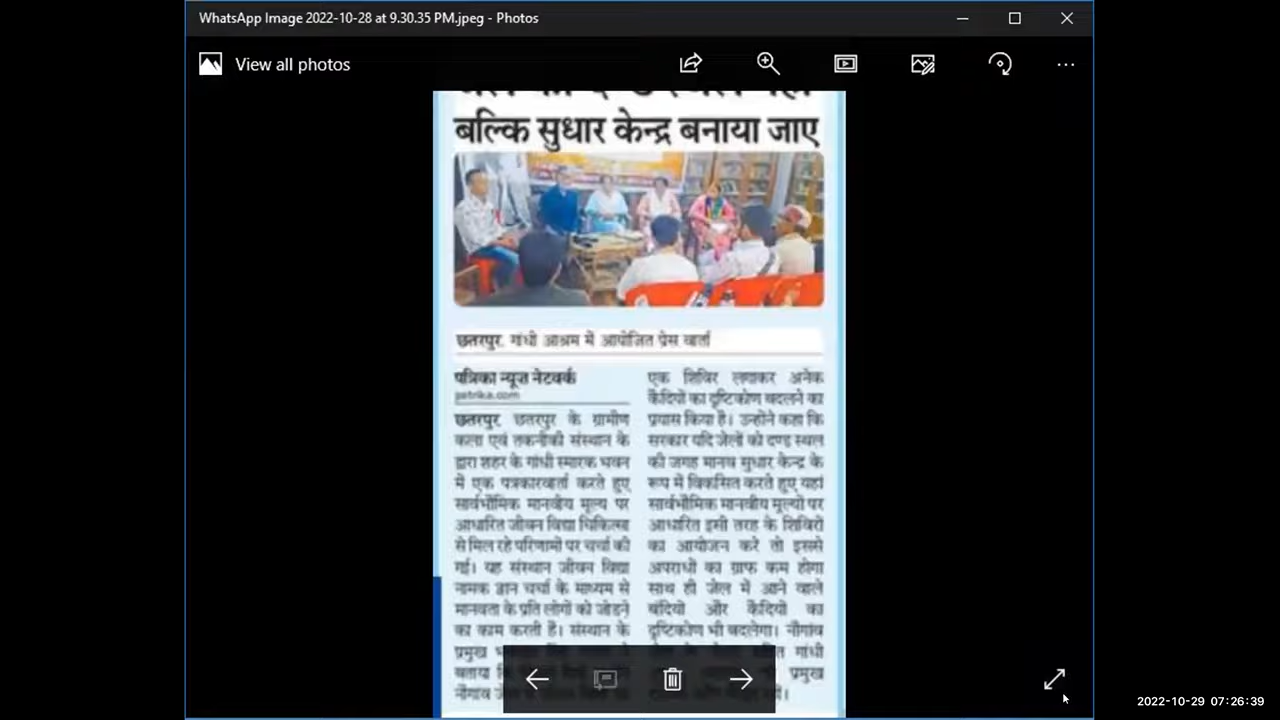 WhatsApp Image 2022-10-28 at 9.30.35 PM.jpeg - Photos
View all photos
बल्कि सुधार केन्द्र बनाया जाए
छतरपुर. गांधी आश्रम में आयोजित प्रेस वार्ता
पत्रिका न्यूज नेटवर्क
patrika.com
छतरपुर. छतरपुर के ग्रामीण
कला एवं तकनीकी संस्थान के
द्वारा शहर के गांधी स्मारक भवन
में एक पत्रकारवार्ता करते हुए
सार्वभौमिक मानवीय मूल्य पर
आधारित जीवन विद्या चिकित्सा
से मिल रहे परिणामों पर चर्चा की
गई। यह संस्थान जीवन विद्या
नामक ज्ञान चर्चा के माध्यम से
मानवता के प्रति लोगों को जोड़ने
का काम करती है। संस्थान के
प्रमुख
बताया
नौगांव
एक शिविर लगाकर अनेक
कैदियों का दृष्टिकोण बदलने का
प्रयास किया है। उन्होंने कहा कि
सरकार यदि जेलों को दण्ड स्थल
की जगह मानव सुधार केन्द्र के
रूप में विकसित करते हुए यहां
सार्वभौमिक मानवीय मूल्यों पर
आधारित इसी तरह के शिविरों
का आयोजन करे तो इससे
अपराधों का ग्राफ कम होगा
साथ ही जेल में आने वाले
बंदियों और कैदियों का
दृष्टिकोण भी बदलेगा। नौगांव
गांधी
प्रमुख
2022-10-29 07:26:39